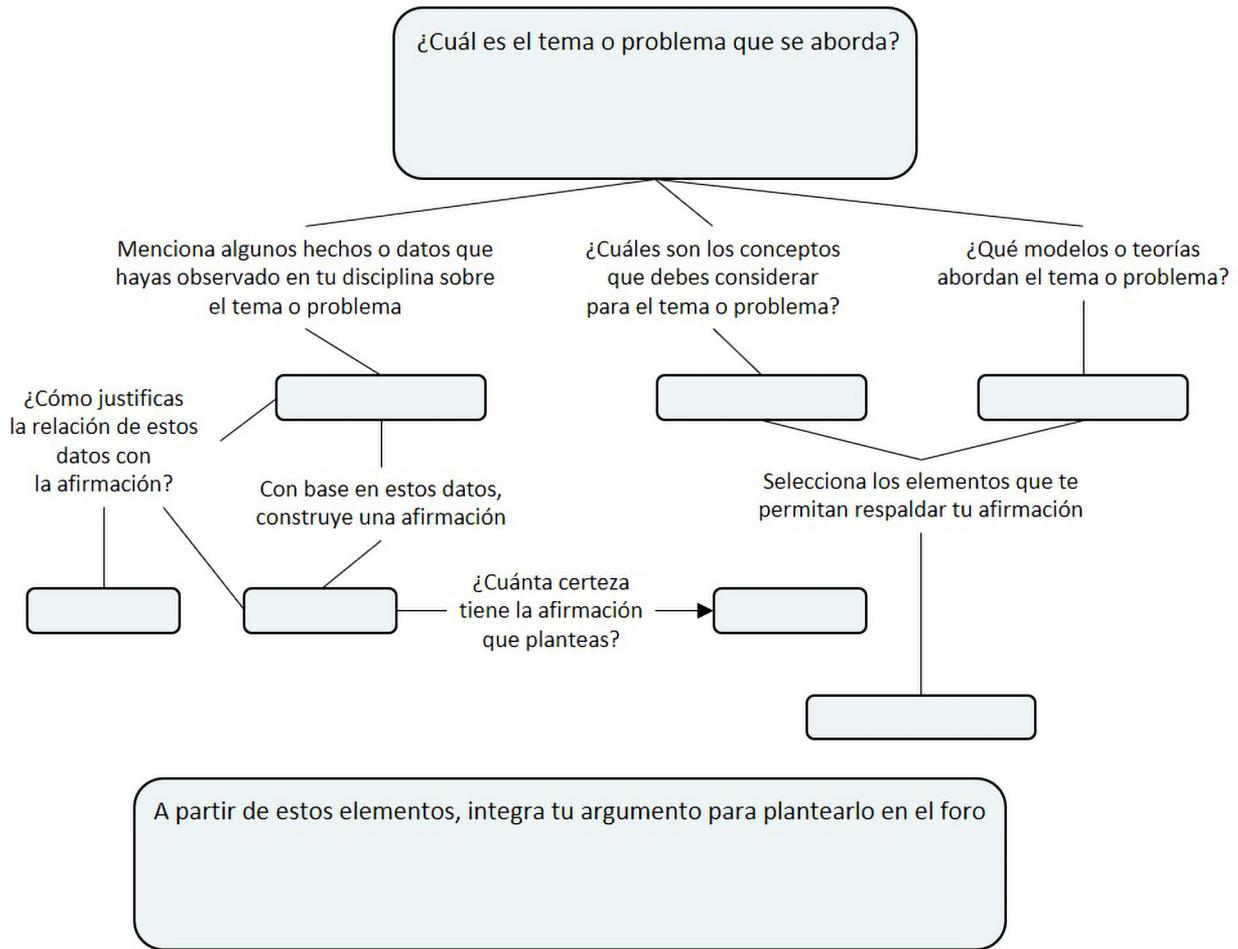 ¿Cuál es el tema o problema que se aborda?
Menciona algunos hechos o datos que
hayas observado en tu disciplina sobre
el tema o problema
¿Cuáles son los conceptos
que debes considerar
para el tema o problema?
¿Qué modelos o teorías
abordan el tema o problema?
¿Cómo justificas
la relación de estos
datos con
la afirmación?
Con base en estos datos,
construye una afirmación
Selecciona los elementos que te
permitan respaldar tu afirmación
¿Cuánta certeza
tiene la afirmación
que planteas?
A partir de estos elementos, integra tu argumento para plantearlo en el foro